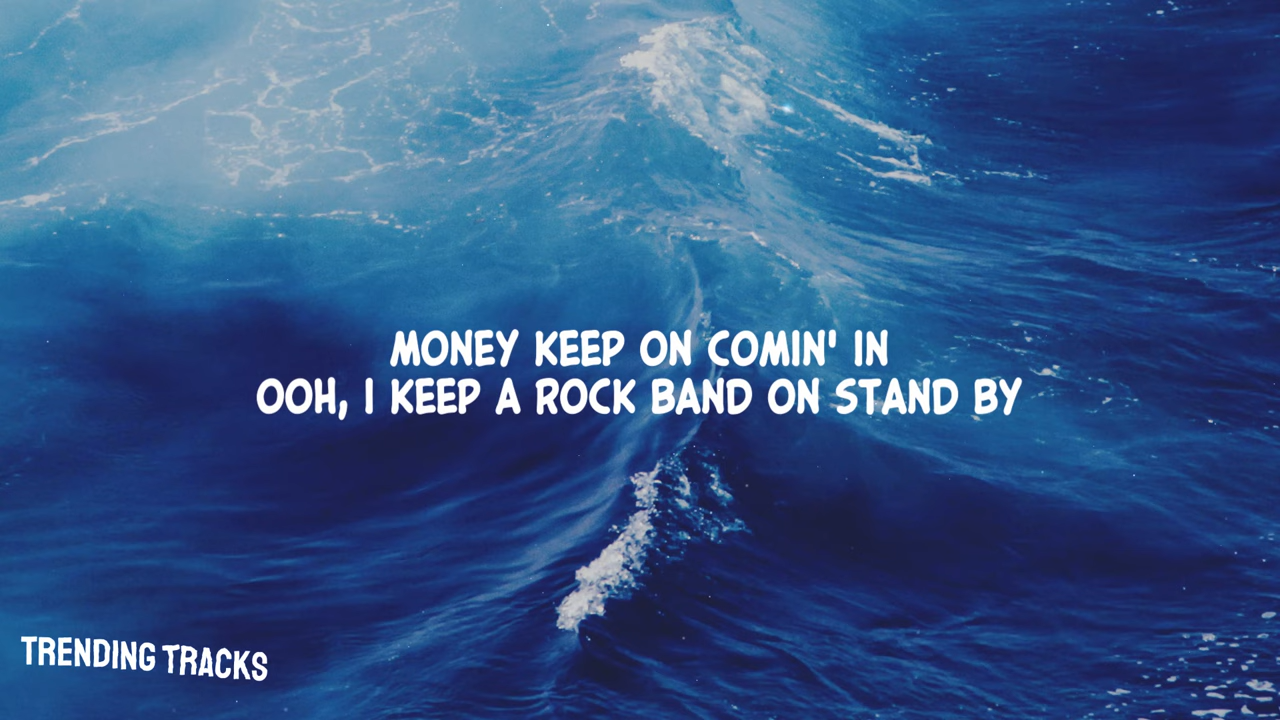 MONEY KEEP ON COMIN' IN
OOH, I KEEP A ROCK BAND ON STAND BY
TRENDING TRACKS